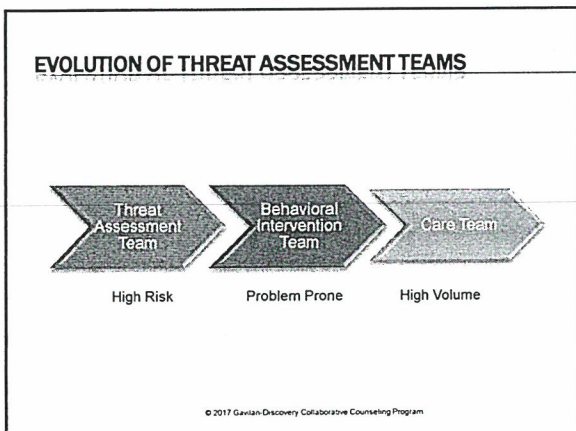 EVOLUTION OF THREAT ASSESSMENT TEAMS
Threat
Assessment
Team
Behavioral
Intervention
Team
Care Team
High Risk
Problem Prone
High Volume
© 2017 Gavilan-Discovery Collaborative Counseling Program